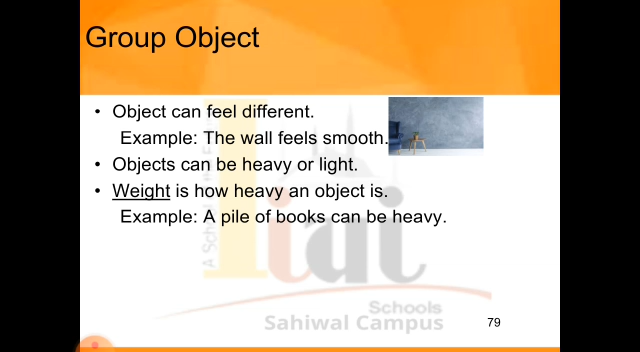 Group Object
• Object can feel different.
Example: The wall feels smooth.
• Objects can be heavy or light.
• Weight is how heavy an object is.
Example: A pile of books can be heavy.
Schools
Sahiwal Campus
79